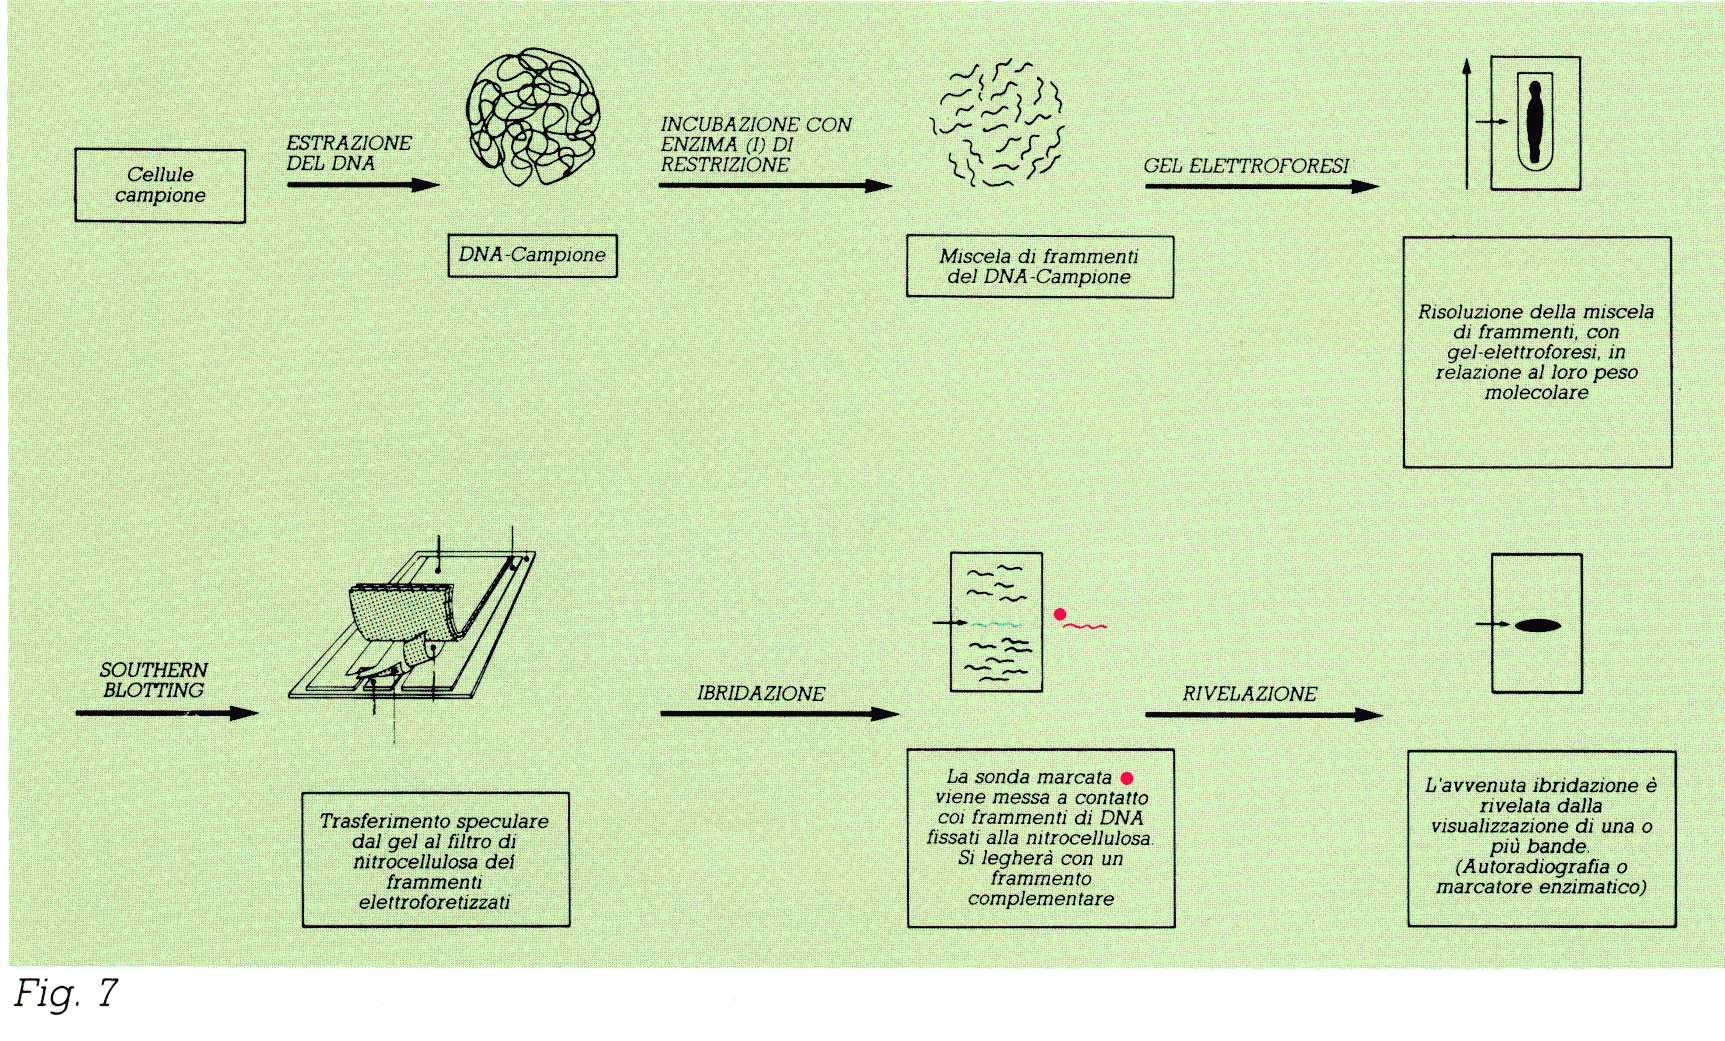 Cellule
campione
ESTRAZIONE
DEL DNA
DNA-Campione
INCUBAZIONE CON
ENZIMA (I) DI
RESTRIZIONE
Miscela di frammenti
del DNA-Campione
GEL ELETTROFORESI
Risoluzione della miscela
di frammenti, con
gel-elettroforesi, in
relazione al loro peso
molecolare
SOUTHERN
BLOTTING
Trasferimento speculare
dal gel al filtro di
nitrocellulosa dei
frammenti
elettroforetizzati
IBRIDAZIONE
La sonda marcata
viene messa a contatto
coi frammenti di DNA
fissati alla nitrocellulosa.
Si legherà con un
frammento
complementare
RIVELAZIONE
L'avvenuta ibridazione è
rivelata dalla
visualizzazione di una o
più bande.
(Autoradiografia o
marcatore enzimatico)
Fig. 7